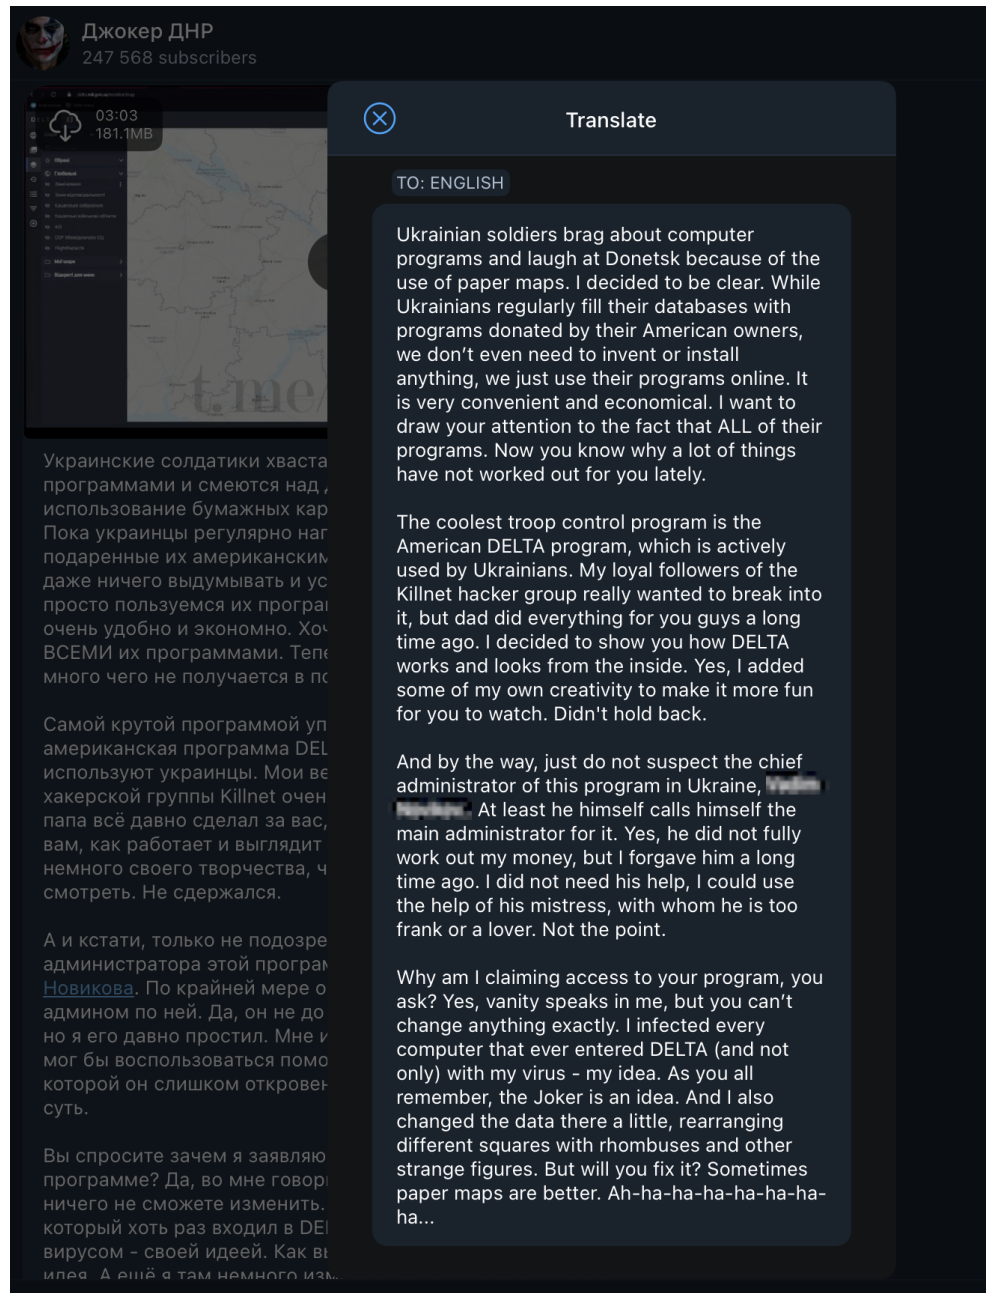 Джокер ДНР
247 568 subscribers
03:03
181.1MB
t.me/
Translate
TO: ENGLISH
Ukrainian soldiers brag about computer
programs and laugh at Donetsk because of the
use of paper maps. I decided to be clear. While
Ukrainians regularly fill their databases with
programs donated by their American owners,
we don’t even need to invent or install
anything, we just use their programs online. It
is very convenient and economical. I want to
draw your attention to the fact that ALL of their
programs. Now you know why a lot of things
have not worked out for you lately.
The coolest troop control program is the
American DELTA program, which is actively
used by Ukrainians. My loyal followers of the
Killnet hacker group really wanted to break into
it, but dad did everything for you guys a long
time ago. I decided to show you how DELTA
works and looks from the inside. Yes, I added
some of my own creativity to make it more fun
for you to watch. Didn't hold back.
And by the way, just do not suspect the chief
administrator of this program in Ukraine,
At least he himself calls himself the
main administrator for it. Yes, he did not fully
work out my money, but I forgave him a long
time ago. I did not need his help, I could use
the help of his mistress, with whom he is too
frank or a lover. Not the point.
Why am I claiming access to your program, you
ask? Yes, vanity speaks in me, but you can’t
change anything exactly. I infected every
computer that ever entered DELTA (and not
only) with my virus - my idea. As you all
remember, the Joker is an idea. And I also
changed the data there a little, rearranging
different squares with rhombuses and other
strange figures. But will you fix it? Sometimes
paper maps are better. Ah-ha-ha-ha-ha-ha-ha-
ha...
Украинские солдатики хваста
программами и смеются над
использование бумажных кар
Пока украинцы регулярно наг
подаренные их американским
даже ничего выдумывать и ус
просто пользуемся их програ
очень удобно и экономно. Хоч
ВСЕМИ их программами. Тепе
много чего не получается в по
Самой крутой программой уп
американская программа DEL
используют украинцы. Мои ве
хакерской группы Killnet очен
папа всё давно сделал за вас,
вам, как работает и выглядит
немного своего творчества, ч
смотреть. Не сдержался.
А и кстати, только не подозре
администратора этой програм
Новикова. По крайней мере о
админом по ней. Да, он не до
но я его давно простил. Мне и
мог бы воспользоваться помо
которой он слишком откровен
суть.
Вы спросите зачем я заявляю
программе? Да, во мне говори
ничего не сможете изменить.
который хоть раз входил в DEL
вирусом - своей идеей. Как вы
идея. А ещё я там немного изм